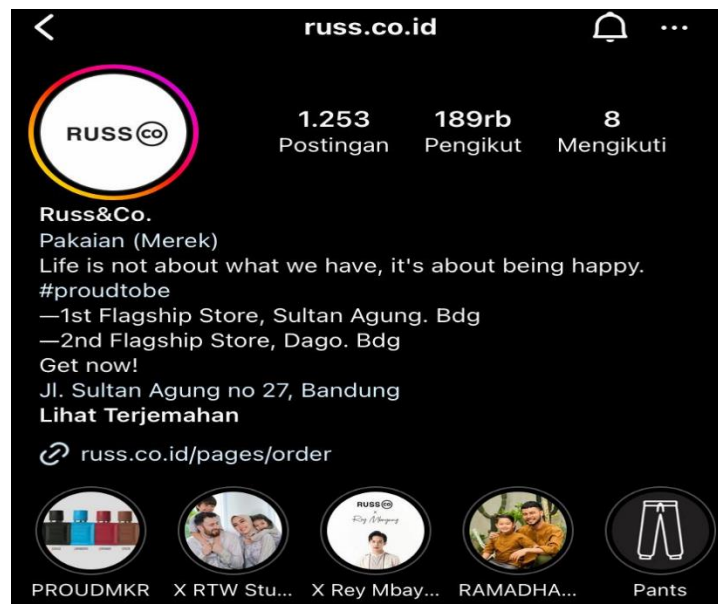 russ.co.id
RUSS CO
1.253 189rb 8
Postingan Pengikut Mengikuti
Russ&Co.
Pakaian (Merek)
Life is not about what we have, it's about being happy.
#proudtobe
—1st Flagship Store, Sultan Agung. Bdg
—2nd Flagship Store, Dago. Bdg
Get now!
Jl. Sultan Agung no 27, Bandung
Lihat Terjemahan
russ.co.id/pages/order
RUSS CO
X
Rey Mbayang
PROUDMKR X RTW Stu... X Rey Mbay... RAMADHA... Pants